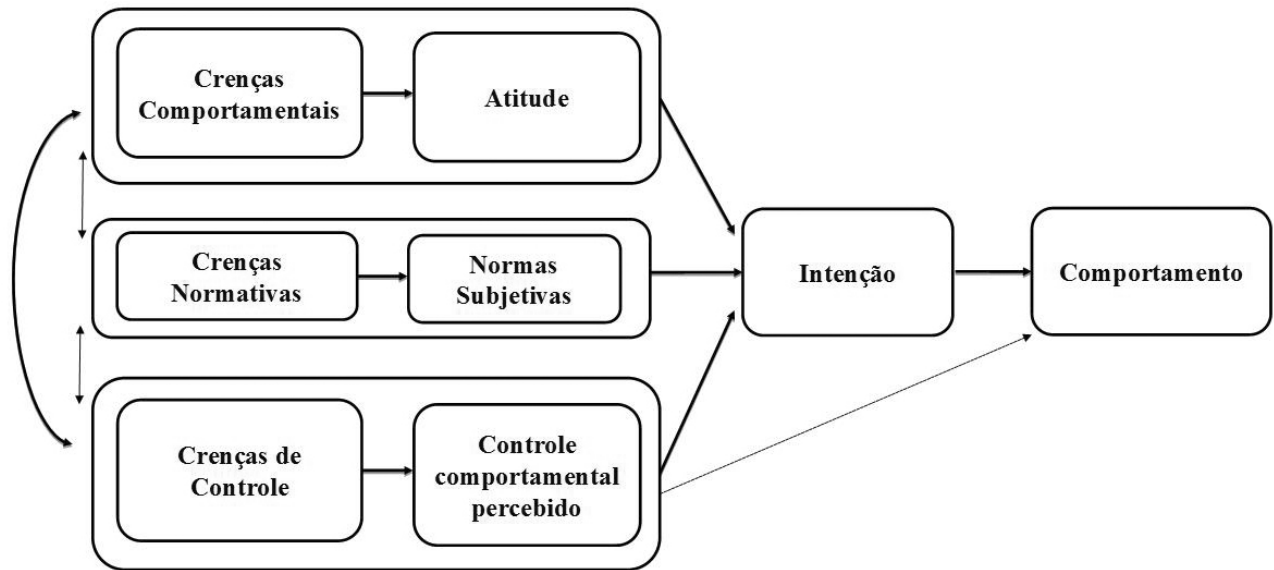 Crenças
Comportamentais
Atitude
Crenças
Normativas
Normas
Subjetivas
Intenção
Comportamento
Crenças de
Controle
Controle
comportamental
percebido